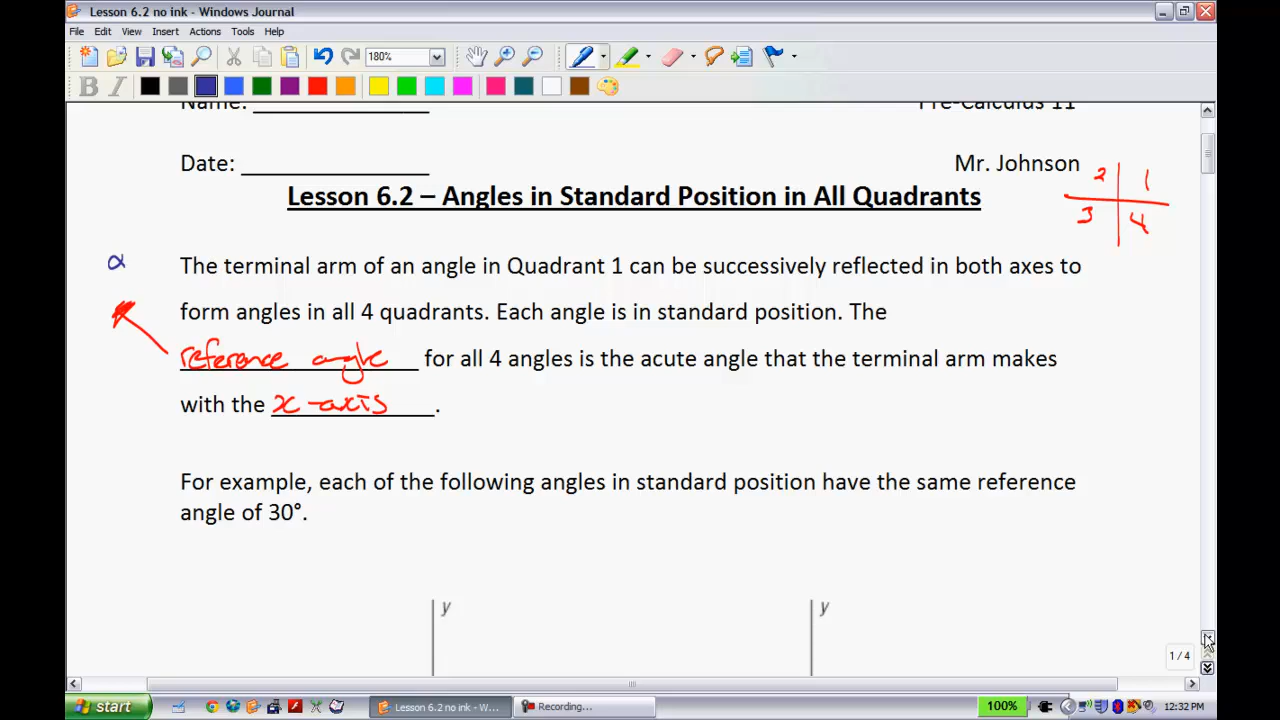 Lesson 6.2 no ink - Windows Journal
File Edit View Insert Actions Tools Help
180%
B I
Name: Pre-Calculus 11
Date: Mr. Johnson
Lesson 6.2 – Angles in Standard Position in All Quadrants
2 1
3 4
α The terminal arm of an angle in Quadrant 1 can be successively reflected in both axes to
form angles in all 4 quadrants. Each angle is in standard position. The
reference angle for all 4 angles is the acute angle that the terminal arm makes
with the x-axis.
For example, each of the following angles in standard position have the same reference
angle of 30°.
y y
1 / 4
start Lesson 6.2 no ink - W... Recording... 100% 12:32 PM